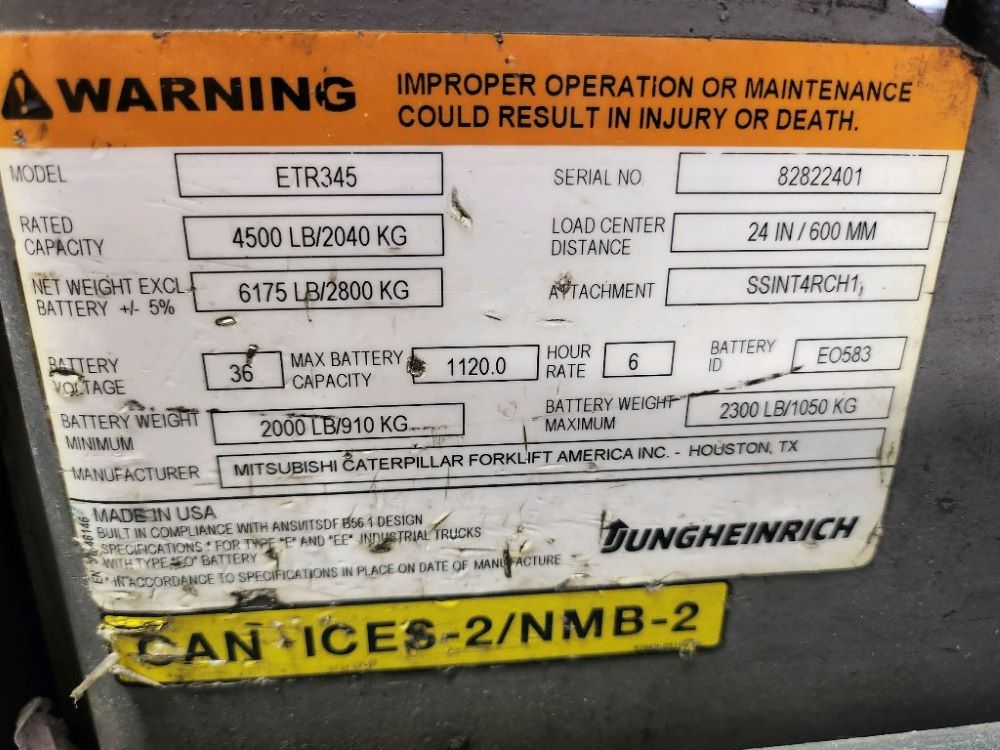 WARNING
IMPROPER OPERATION OR MAINTENANCE
COULD RESULT IN INJURY OR DEATH.
MODEL ETR345 SERIAL NO. 82822401
RATED CAPACITY 4500 LB/2040 KG LOAD CENTER DISTANCE 24 IN / 600 MM
NET WEIGHT EXCL. BATTERY +/- 5% 6175 LB/2800 KG ATTACHMENT SSINT4RCH1
BATTERY VOLTAGE 36 MAX BATTERY CAPACITY 1120.0 HOUR RATE 6 BATTERY ID EO583
BATTERY WEIGHT MINIMUM 2000 LB/910 KG BATTERY WEIGHT MAXIMUM 2300 LB/1050 KG
MANUFACTURER MITSUBISHI CATERPILLAR FORKLIFT AMERICA INC. - HOUSTON, TX
MADE IN USA
BUILT IN COMPLIANCE WITH ANSI/ITSDF B56.1 DESIGN
SPECIFICATIONS * FOR TYPE "E" AND "EE" INDUSTRIAL TRUCKS
WITH TYPE "EO" BATTERY
* IN ACCORDANCE TO SPECIFICATIONS IN PLACE ON DATE OF MANUFACTURE
JUNGHEINRICH
CAN ICES-2/NMB-2